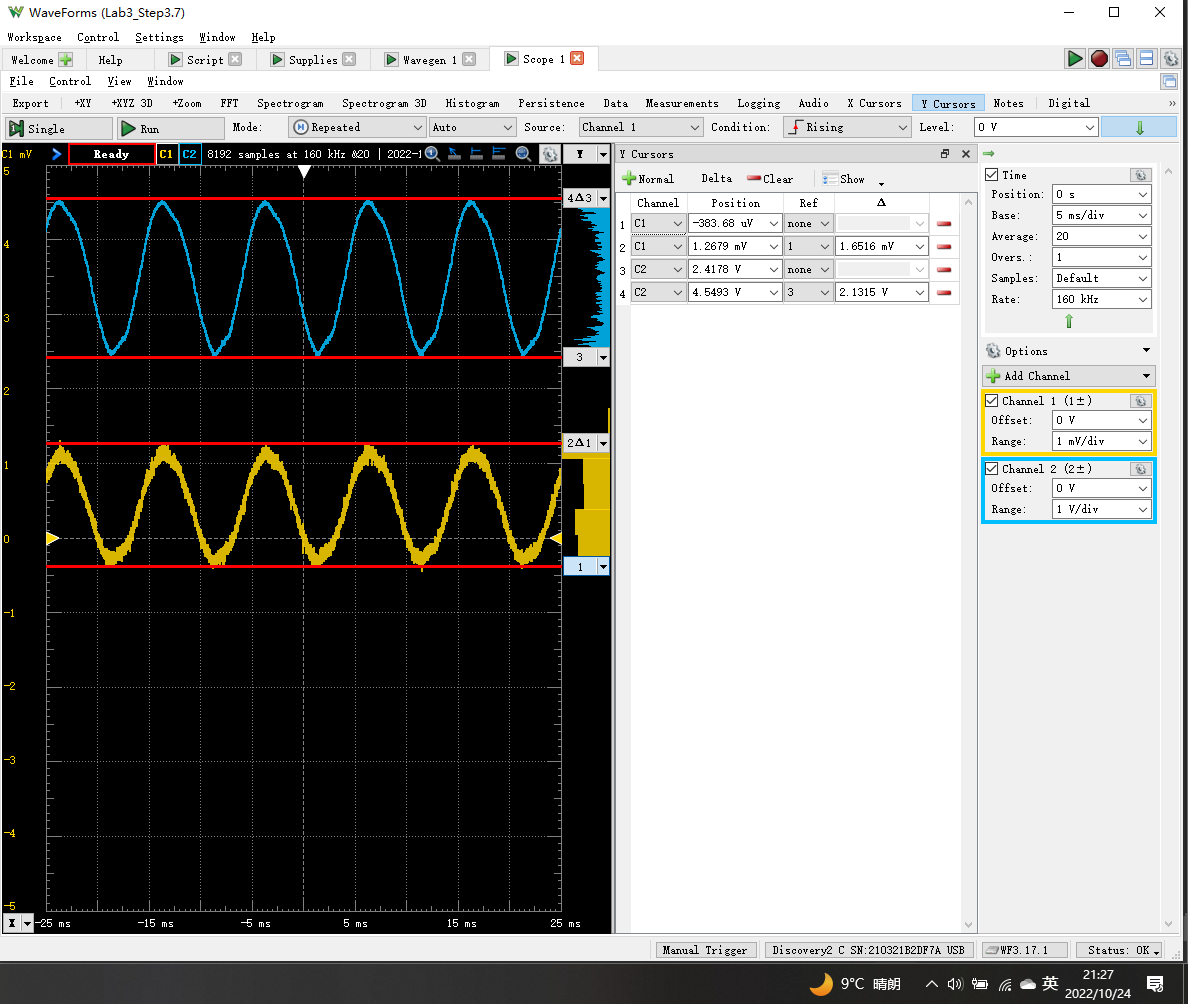 WaveForms (Lab3_Step3.7)
Workspace Control Settings Window Help
Welcome Help Script Supplies Wavegen 1 Scope 1
File Control View Window
Export +XY +XYZ 3D +Zoom FFT Spectrogram Spectrogram 3D Histogram Persistence Data Measurements Logging Audio X Cursors Y Cursors Notes Digital »
Single Run Mode: Repeated Auto Source: Channel 1 Condition: Rising Level: 0 V
C1 mV Ready C1 C2 8192 samples at 160 kHz &20 | 2022-1
Y Cursors
Normal Delta Clear Show
Channel Position Ref Δ
1 C1 -383.68 uV none
2 C1 1.2679 mV 1 1.6516 mV
3 C2 2.4178 V none
4 C2 4.5493 V 3 2.1315 V
Time
Position: 0 s
Base: 5 ms/div
Average: 20
Overs.: 1
Samples: Default
Rate: 160 kHz
Options
Add Channel
Channel 1 (1±)
Offset: 0 V
Range: 1 mV/div
Channel 2 (2±)
Offset: 0 V
Range: 1 V/div
5
4Δ3
4
3
3
2
2Δ1
1
0
1
-1
-2
-3
-4
-5
X -25 ms -15 ms -5 ms 5 ms 15 ms 25 ms
Manual Trigger Discovery2 C SN:210321B2DF7A USB WF3.17.1 Status: OK
9°C 晴朗 英 21:27
2022/10/24